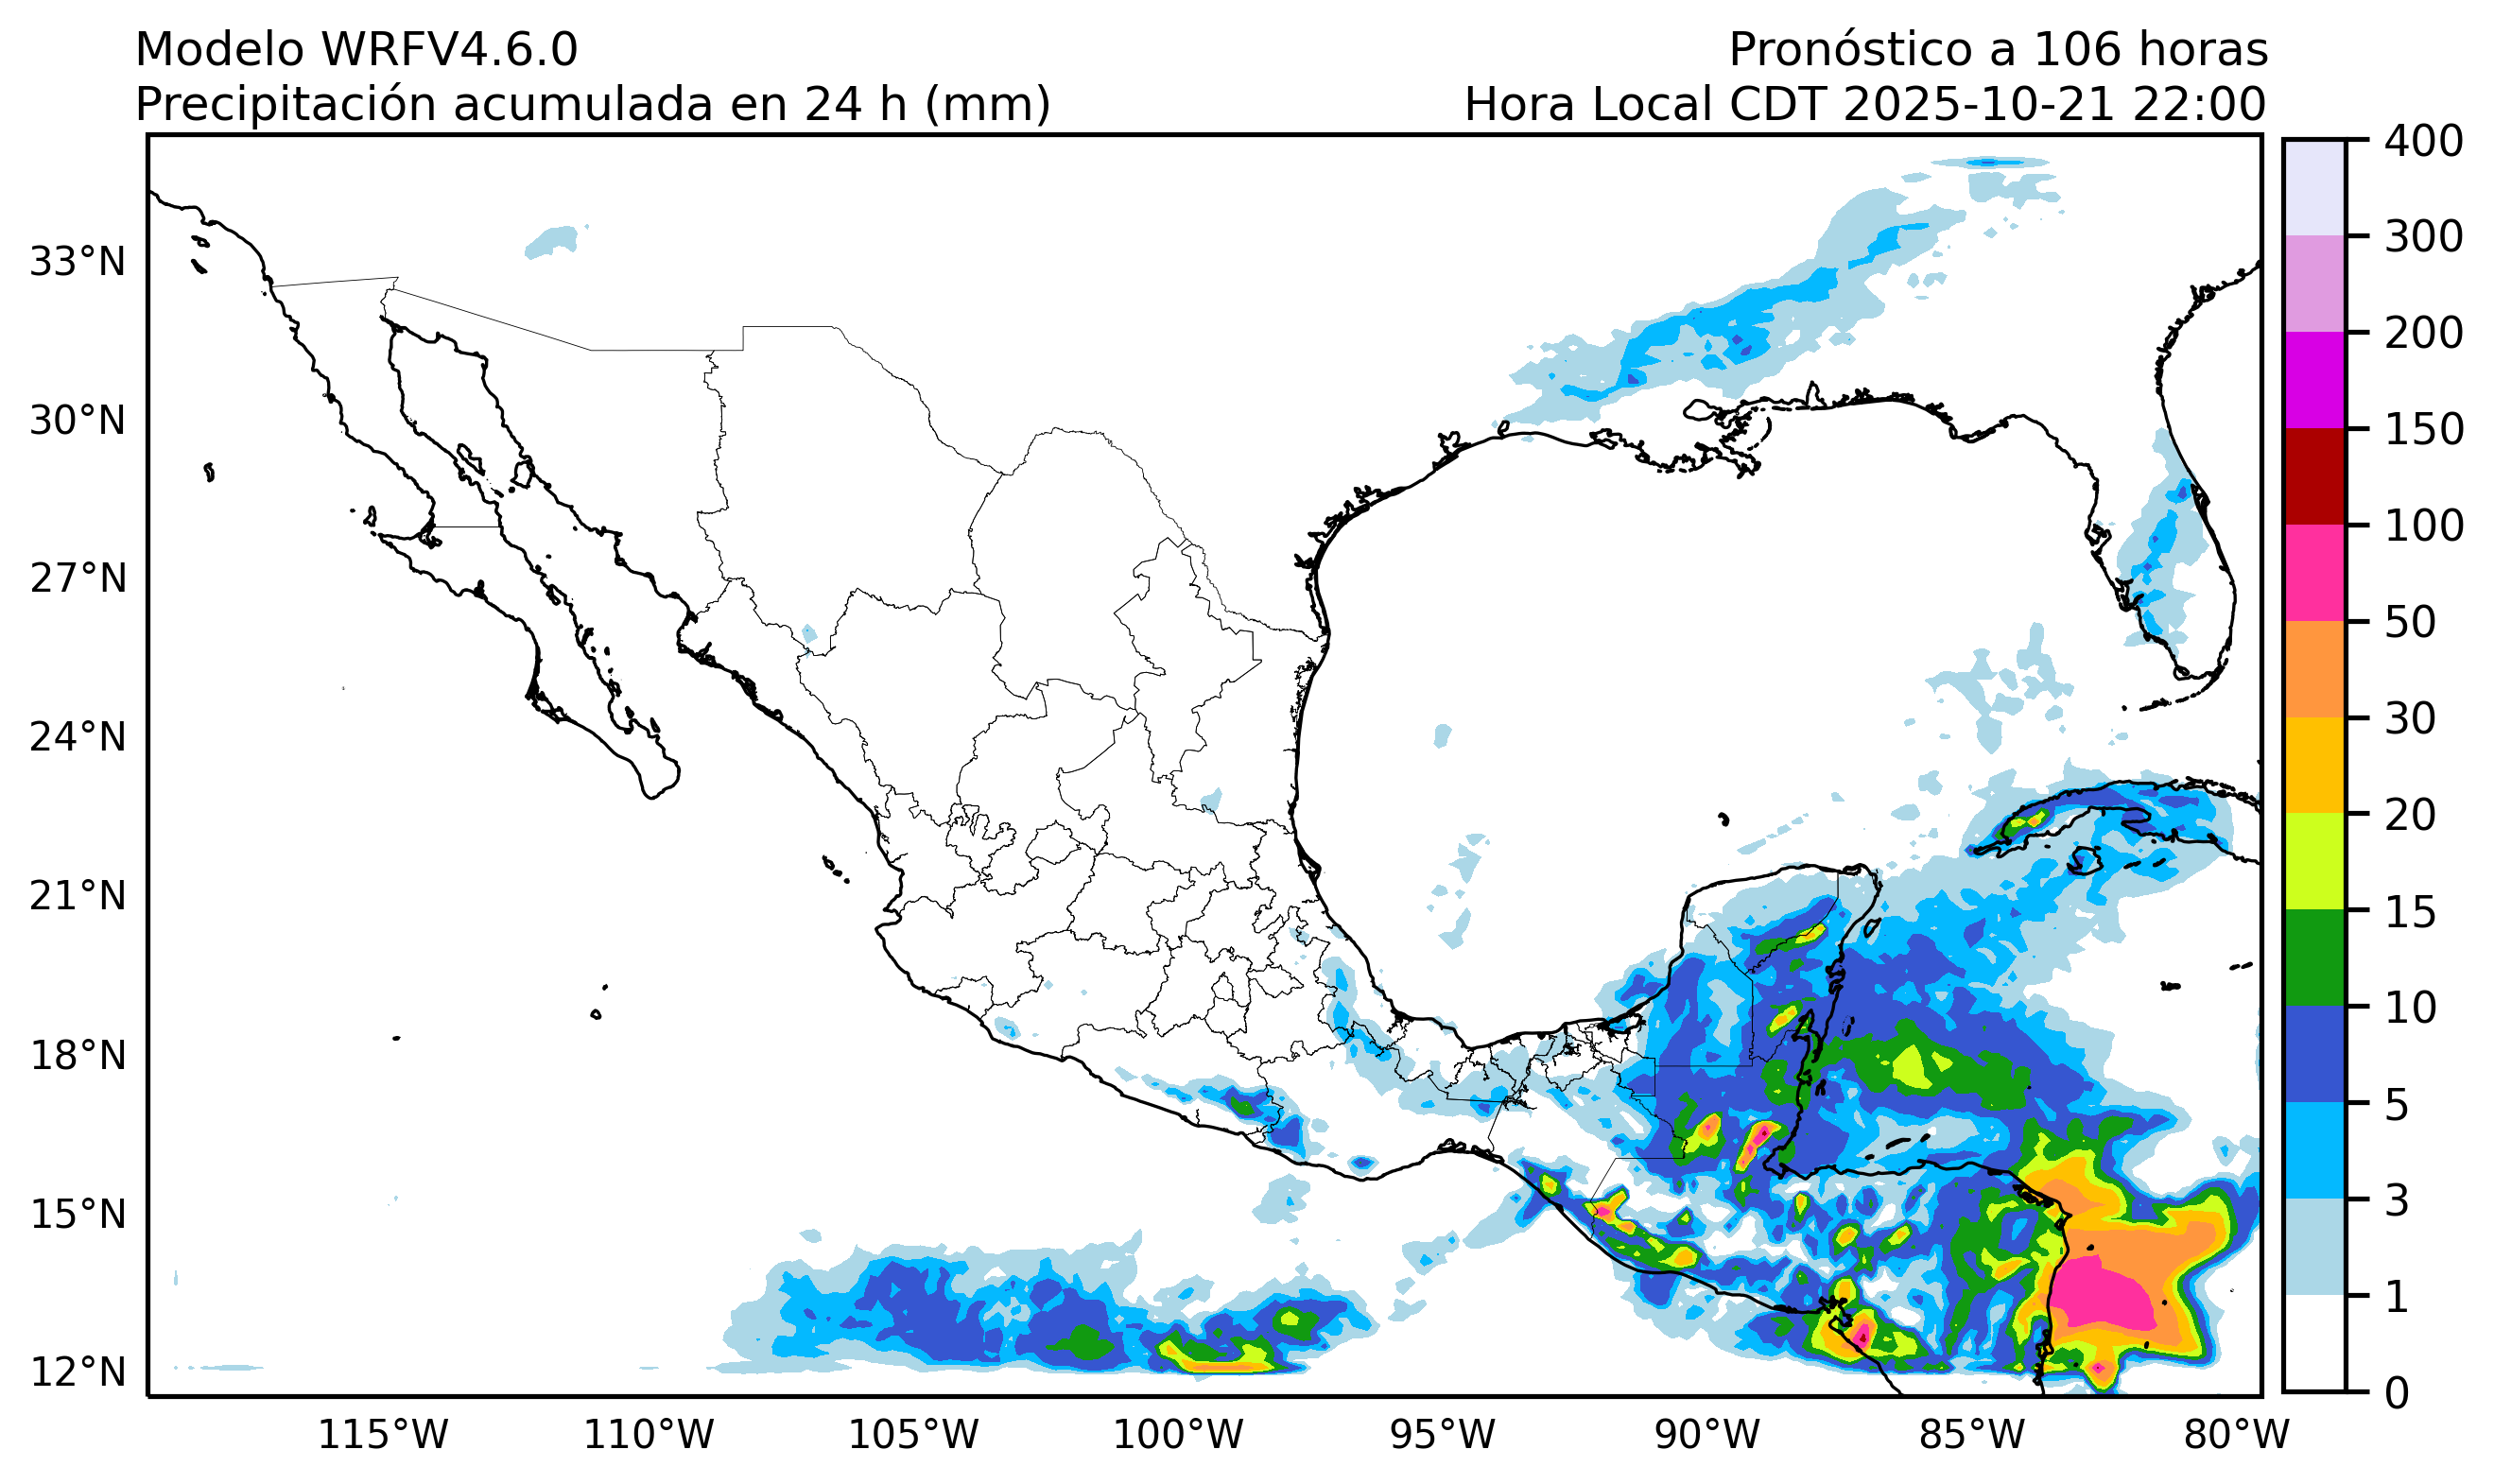 Modelo WRFV4.6.0
Pronóstico a 106 horas
Precipitación acumulada en 24 h (mm)
Hora Local CDT 2025-10-21 22:00
33°N
30°N
27°N
24°N
21°N
18°N
15°N
12°N
115°W
110°W
105°W
100°W
95°W
90°W
85°W
80°W
400
300
200
150
100
50
30
20
15
10
5
3
1
0